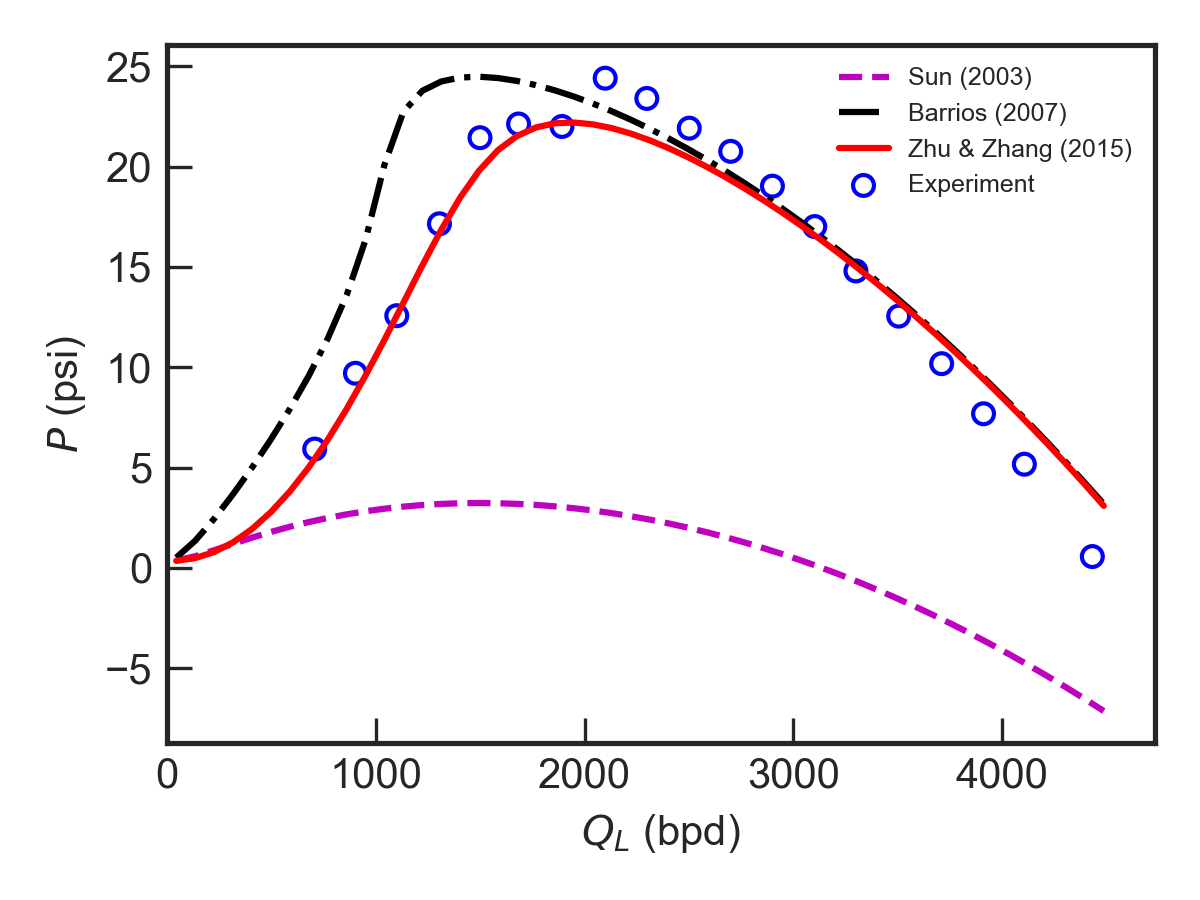 25
20
15
10
5
0
−5
P (psi)
Sun (2003)
Barrios (2007)
Zhu & Zhang (2015)
Experiment
0 1000 2000 3000 4000
Q_L (bpd)